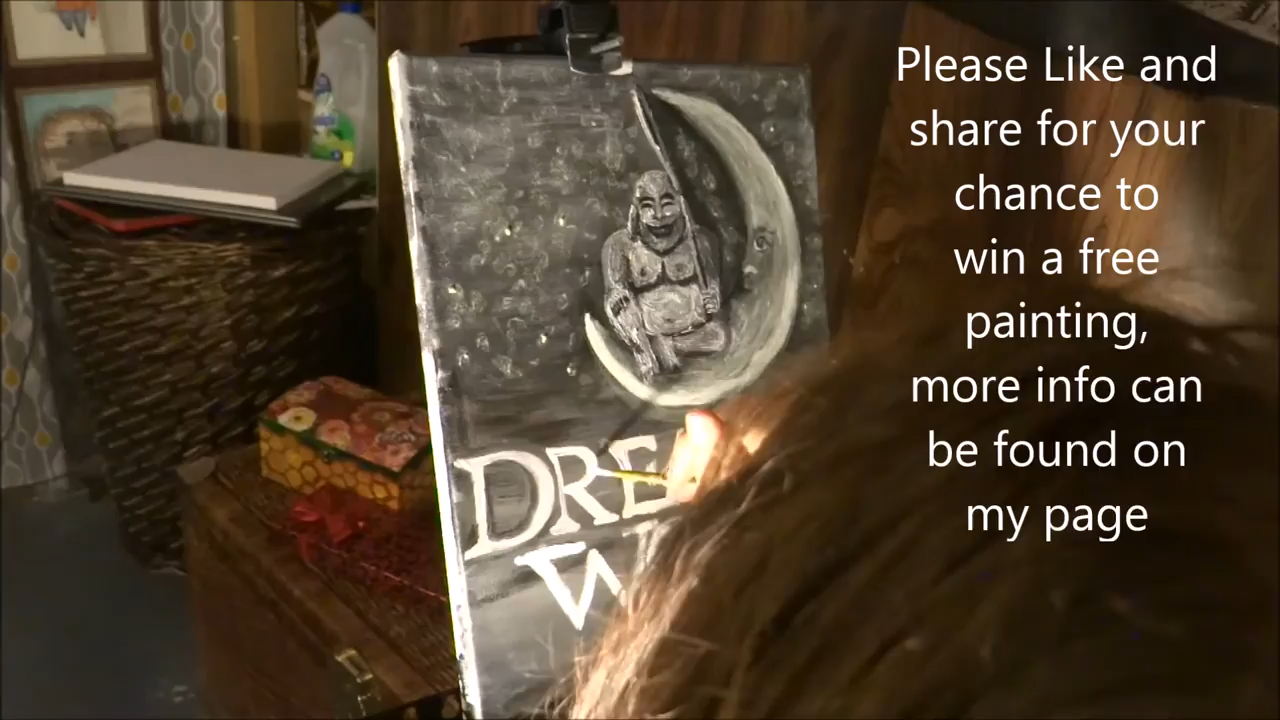 Please Like and
share for your
chance to
win a free
painting,
more info can
be found on
my page
DRE
W